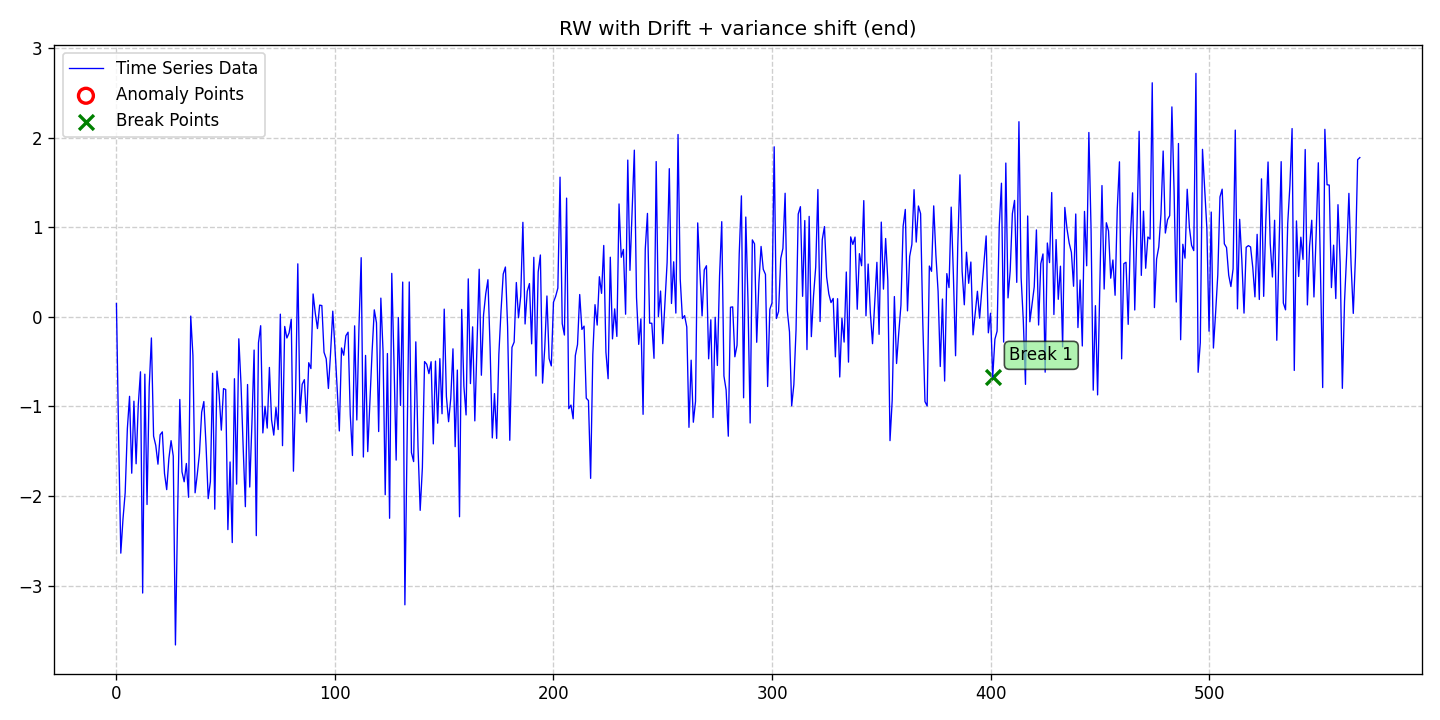 RW with Drift + variance shift (end)
Time Series Data
Anomaly Points
Break Points
Break 1
3
2
1
0
−1
−2
−3
0
100
200
300
400
500